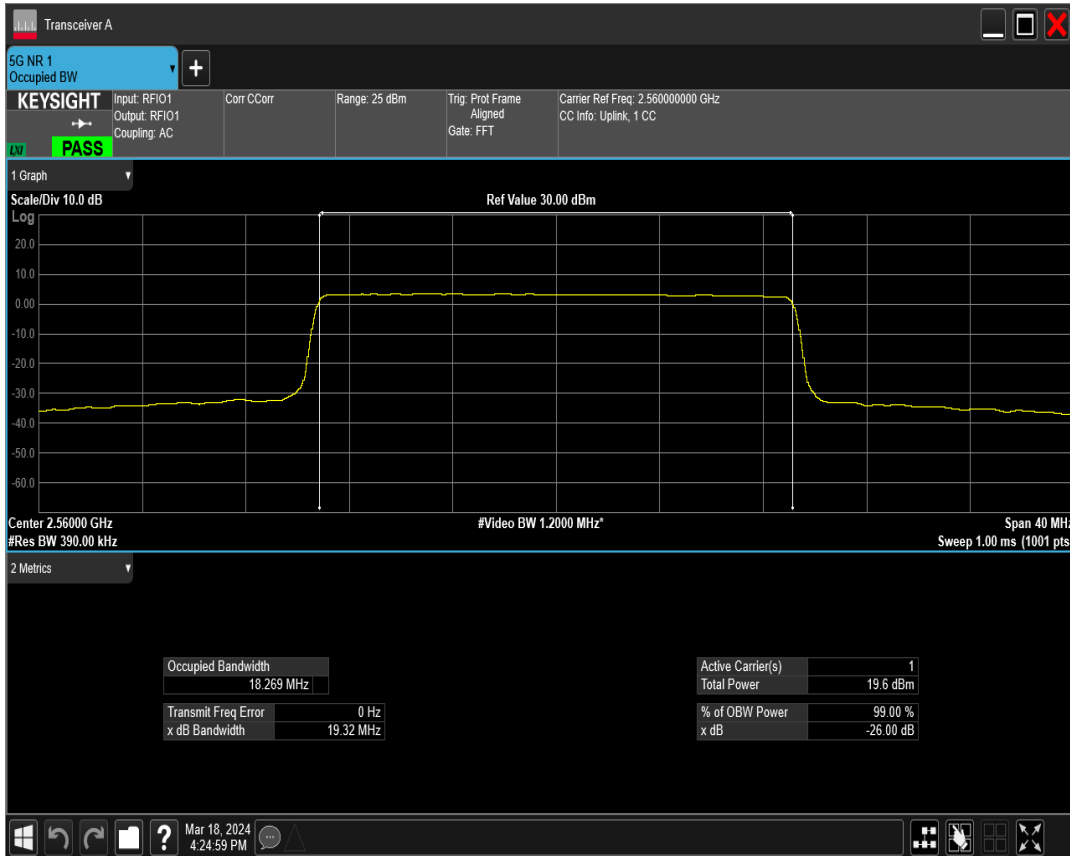 Transceiver A
5G NR 1
Occupied BW
KEYSIGHT
LXI
PASS
Input: RFIO1
Output: RFIO1
Coupling: AC
Corr CCorr
Range: 25 dBm
Trig: Prot Frame
Aligned
Gate: FFT
Carrier Ref Freq: 2.560000000 GHz
CC Info: Uplink, 1 CC
1 Graph
Scale/Div 10.0 dB
Ref Value 30.00 dBm
Log
20.0
10.0
0.00
-10.0
-20.0
-30.0
-40.0
-50.0
-60.0
Center 2.56000 GHz
#Video BW 1.2000 MHz*
Span 40 MHz
#Res BW 390.00 kHz
Sweep 1.00 ms (1001 pts
2 Metrics
Occupied Bandwidth
18.269 MHz
Transmit Freq Error 0 Hz
x dB Bandwidth 19.32 MHz
Active Carrier(s) 1
Total Power 19.6 dBm
% of OBW Power 99.00 %
x dB -26.00 dB
?
Mar 18, 2024
4:24:59 PM